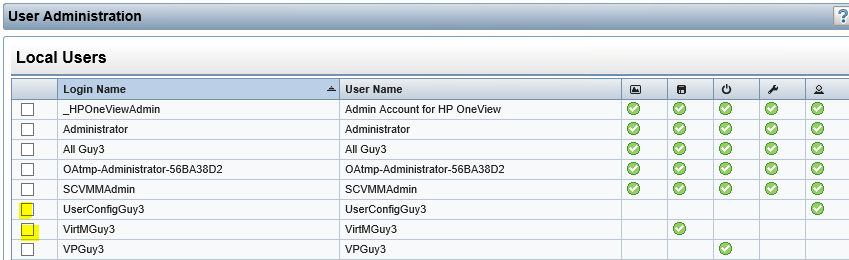 User Administration
?
Local Users
Login Name User Name
_HPOneViewAdmin Admin Account for HP OneView
Administrator Administrator
All Guy3 All Guy3
OAtmp-Administrator-56BA38D2 OAtmp-Administrator-56BA38D2
SCVMMAdmin SCVMMAdmin
UserConfigGuy3 UserConfigGuy3
VirtMGuy3 VirtMGuy3
VPGuy3 VPGuy3